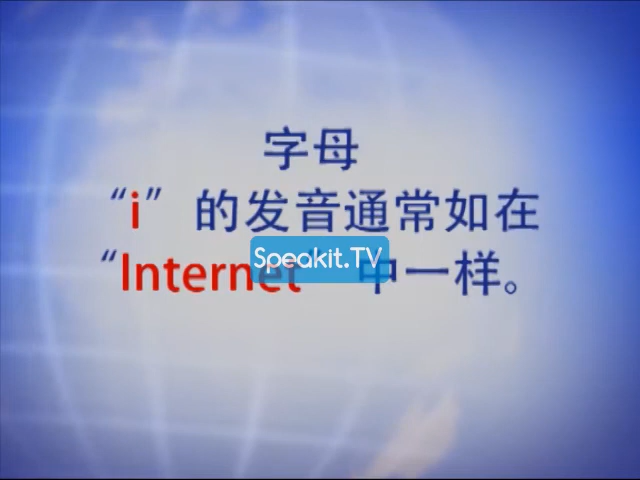 字母
“i” 的发音通常如在
“Internet” 中一样。
Speakit.TV